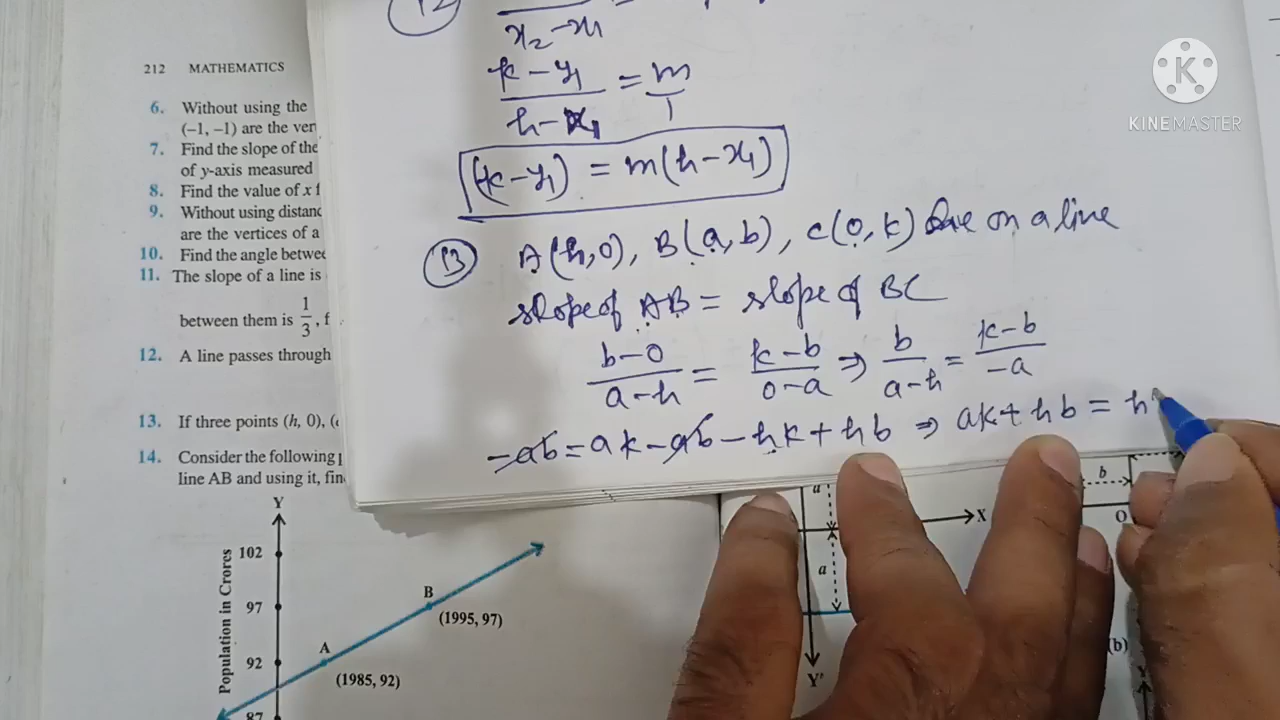 212 MATHEMATICS
6. Without using the
(−1, −1) are the ver
7. Find the slope of the
of y-axis measured
8. Find the value of x f
9. Without using distanc
are the vertices of a
10. Find the angle betwee
11. The slope of a line is
between them is 1/3, f
12. A line passes through
13. If three points (h, 0), (
14. Consider the following p
line AB and using it, fin
Y
Population in Crores
102
97
92
87
A
(1985, 92)
B
(1995, 97)
12
x₂−x₁
(k−y₁)/(h−x₁) = m/1
(k−y₁) = m(h−x₁)
13 A(h,0), B(a,b), C(0,k) are on a line
slope of AB = slope of BC
(b−0)/(a−h) = (k−b)/(0−a) ⇒ b/(a−h) = (k−b)/−a
−ab = ak−ab−hk+hb ⇒ ak+hb = h
KINEMASTER
a
X
b
O
a
Y'
(b)
Y